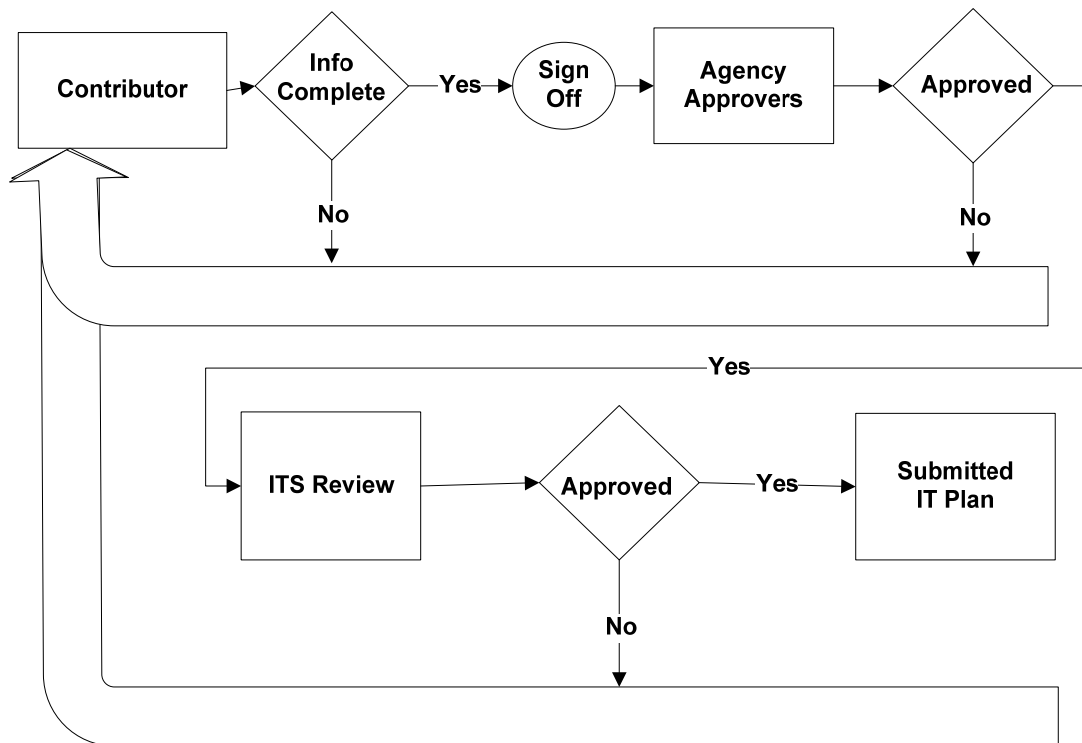 Contributor
Info
Complete
Yes
Sign
Off
Agency
Approvers
Approved
No
No
Yes
ITS Review
Approved
Yes
Submitted
IT Plan
No